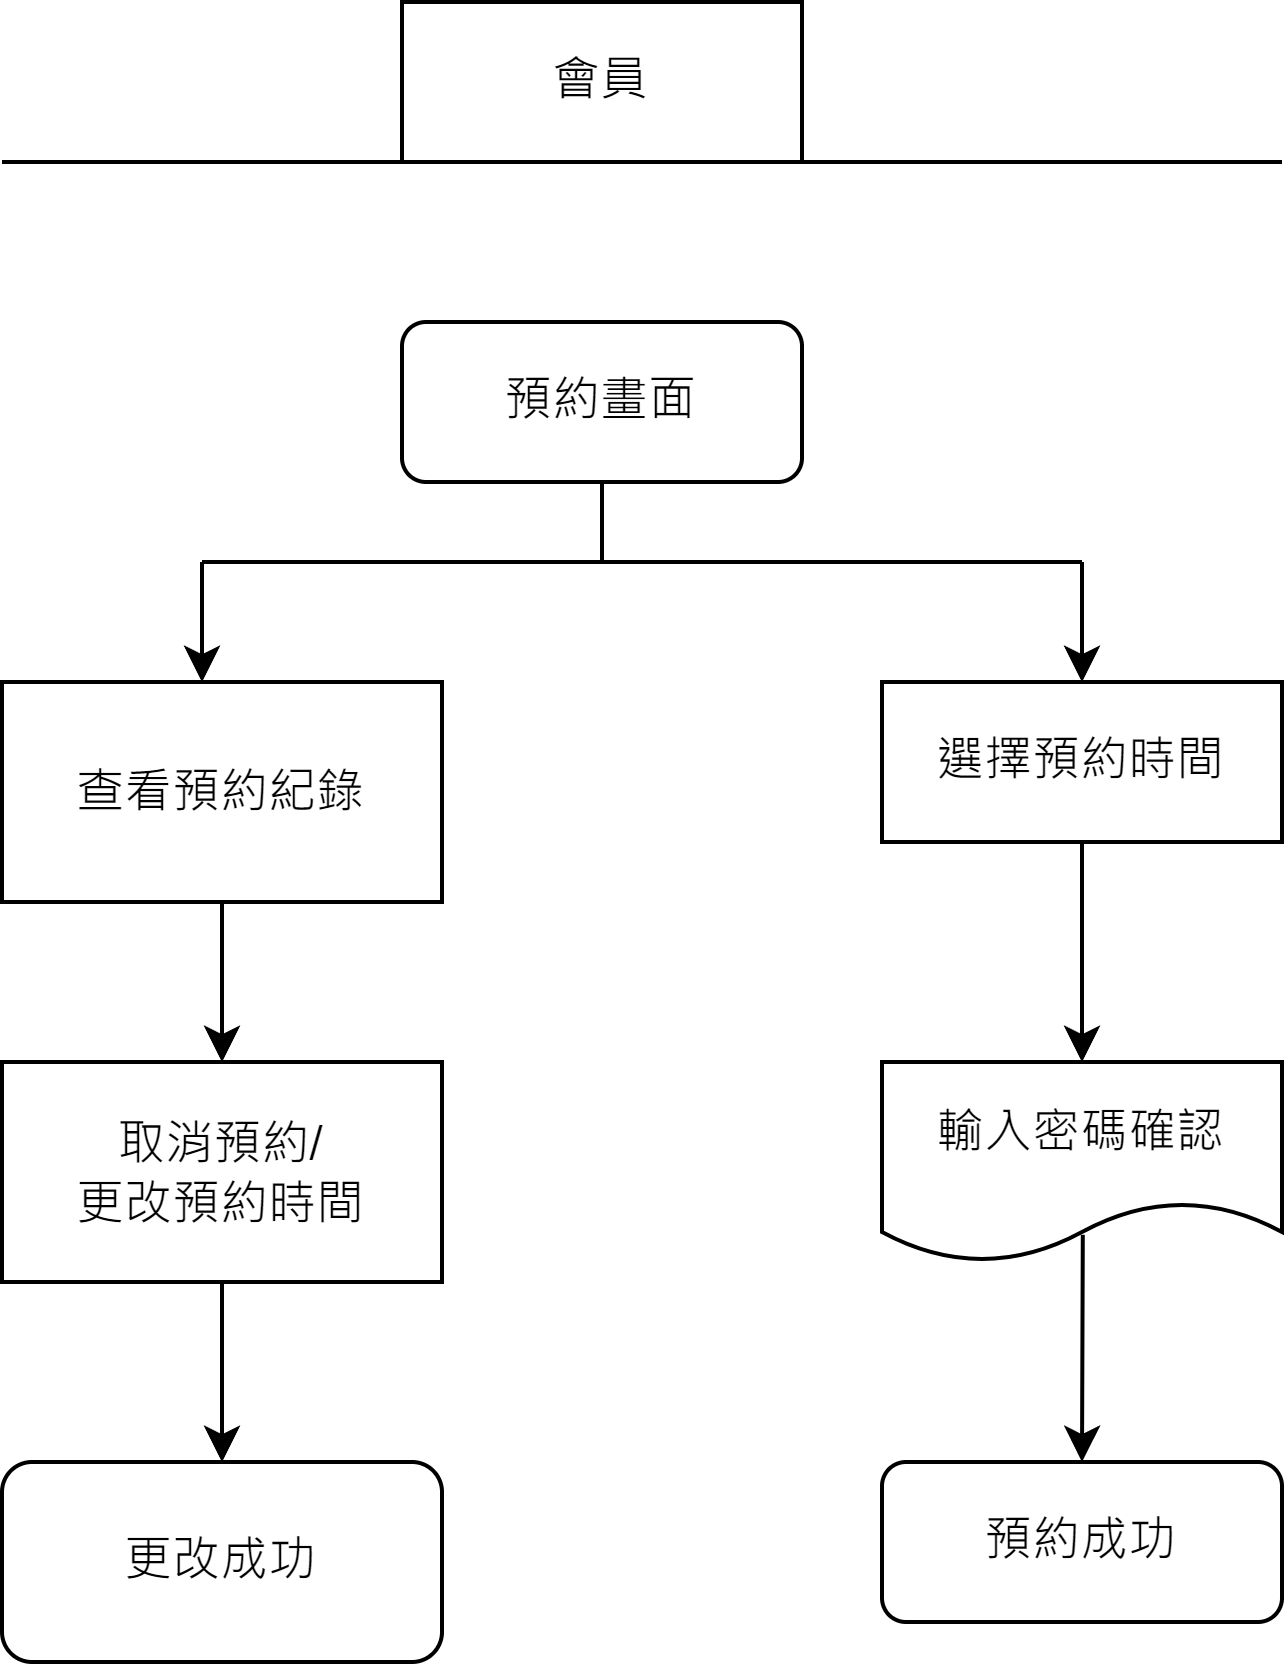 會員
預約畫面
查看預約紀錄
選擇預約時間
取消預約/
更改預約時間
輸入密碼確認
更改成功
預約成功